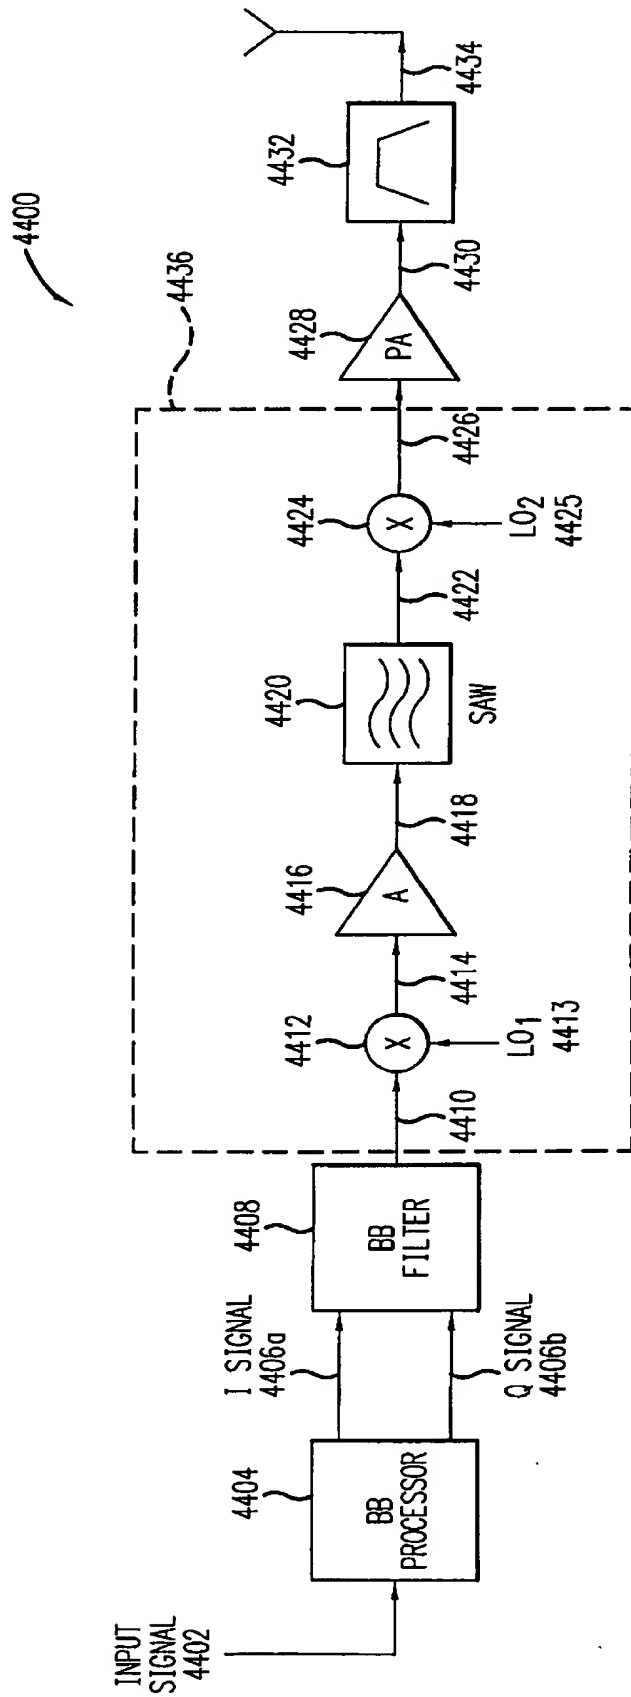 4400
INPUT
SIGNAL
4402
4404
BB
PROCESSOR
I SIGNAL
4406a
Q SIGNAL
4406b
4408
BB
FILTER
4410
4412
X
LO1
4413
4414
4416
A
4418
4420
SAW
4422
4424
X
LO2
4425
4426
4436
4428
PA
4430
4432
4434